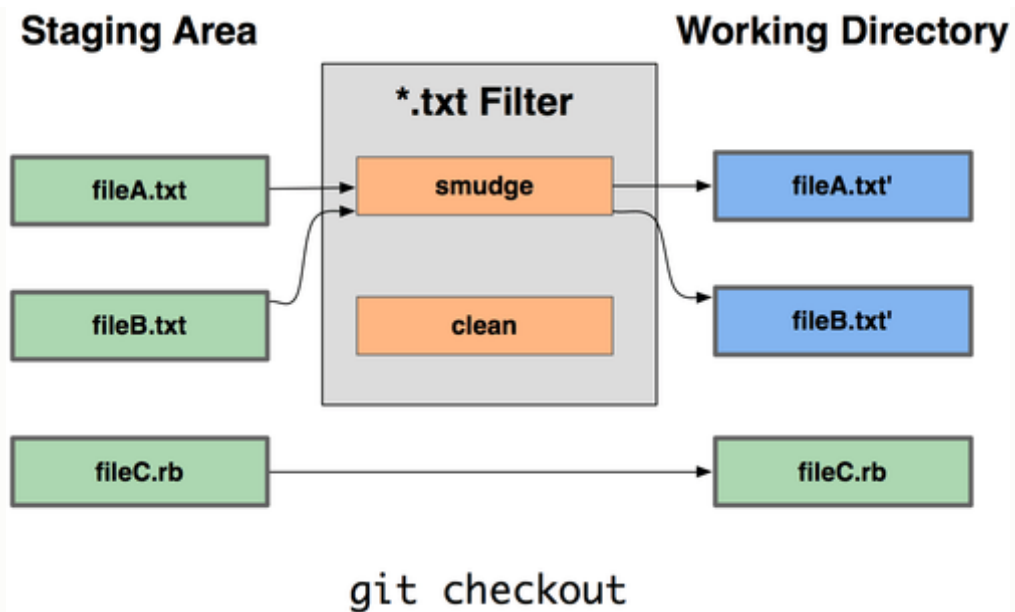 Staging Area
Working Directory
*.txt Filter
fileA.txt
smudge
fileA.txt'
fileB.txt
clean
fileB.txt'
fileC.rb
fileC.rb
git checkout